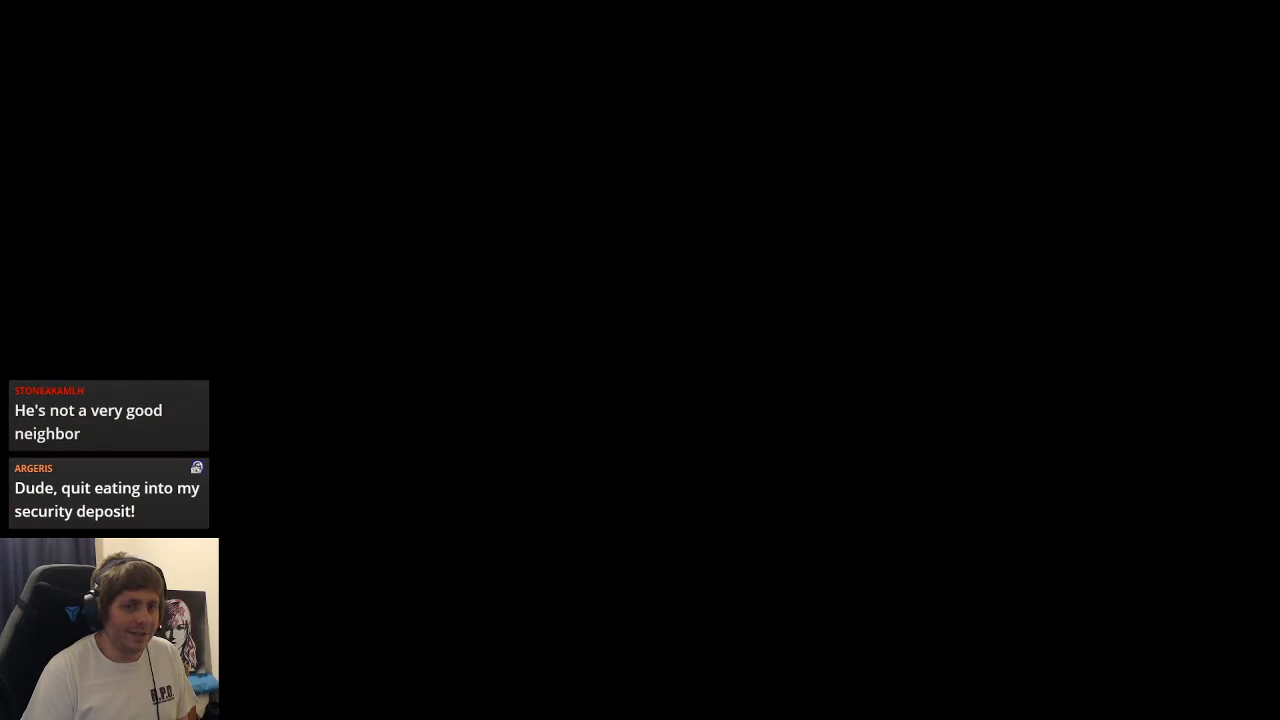 STONEAKAMLH
He's not a very good
neighbor
ARGERIS
Dude, quit eating into my
security deposit!